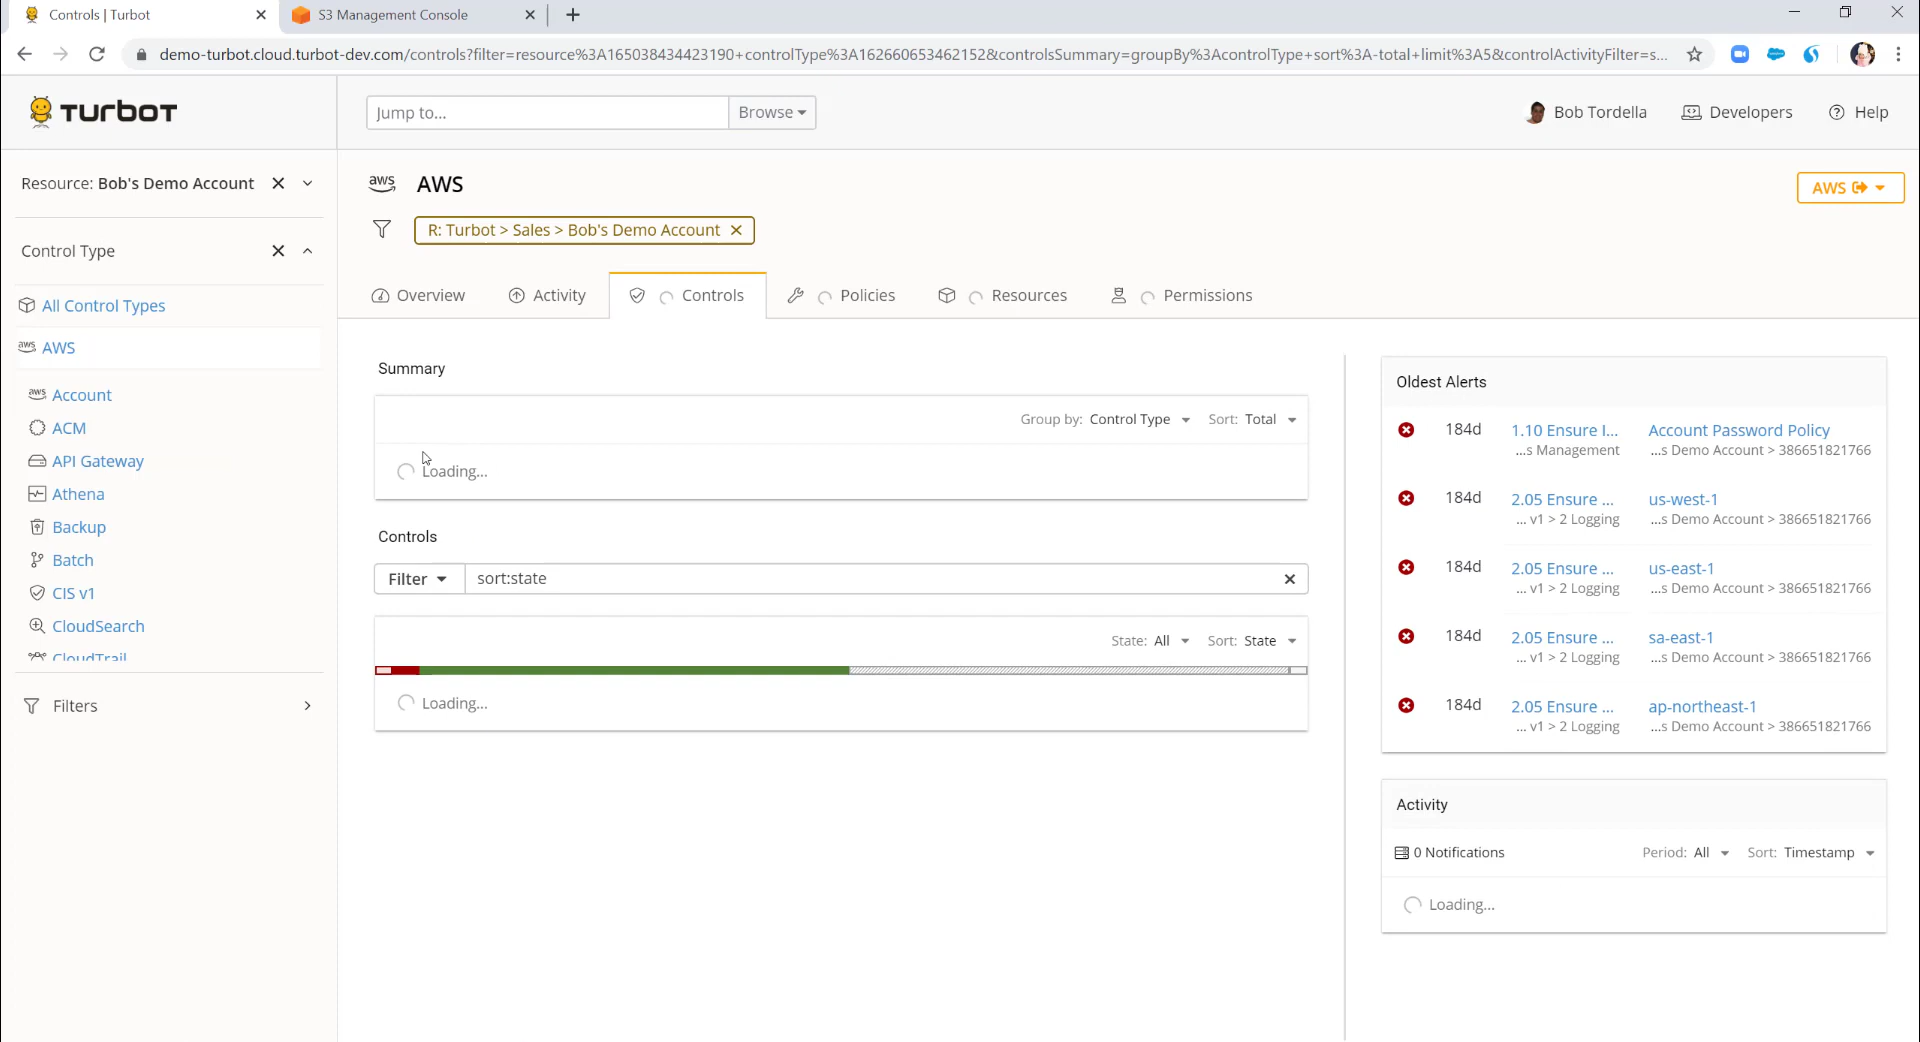 Controls | Turbot
S3 Management Console
demo-turbot.cloud.turbot-dev.com/controls?filter=resource%3A165038434423190+controlType%3A162660653462152&controlsSummary=groupBy%3AcontrolType+sort%3A-total+limit%3A5&controlActivityFilter=s...
TURBOT
Jump to...
Browse
Bob Tordella
Developers
Help
Resource: Bob's Demo Account
aws AWS
AWS
R: Turbot > Sales > Bob's Demo Account
Control Type
All Control Types
aws AWS
aws Account
ACM
API Gateway
Athena
Backup
Batch
CIS v1
CloudSearch
CloudTrail
Filters
Overview
Activity
Controls
Policies
Resources
Permissions
Summary
Group by: Control Type
Sort: Total
Loading...
Controls
Filter
sort:state
State: All
Sort: State
Loading...
Oldest Alerts
184d 1.10 Ensure I... Account Password Policy
...s Management ...s Demo Account > 386651821766
184d 2.05 Ensure ... us-west-1
... v1 > 2 Logging ...s Demo Account > 386651821766
184d 2.05 Ensure ... us-east-1
... v1 > 2 Logging ...s Demo Account > 386651821766
184d 2.05 Ensure ... sa-east-1
... v1 > 2 Logging ...s Demo Account > 386651821766
184d 2.05 Ensure ... ap-northeast-1
... v1 > 2 Logging ...s Demo Account > 386651821766
Activity
0 Notifications
Period: All
Sort: Timestamp
Loading...